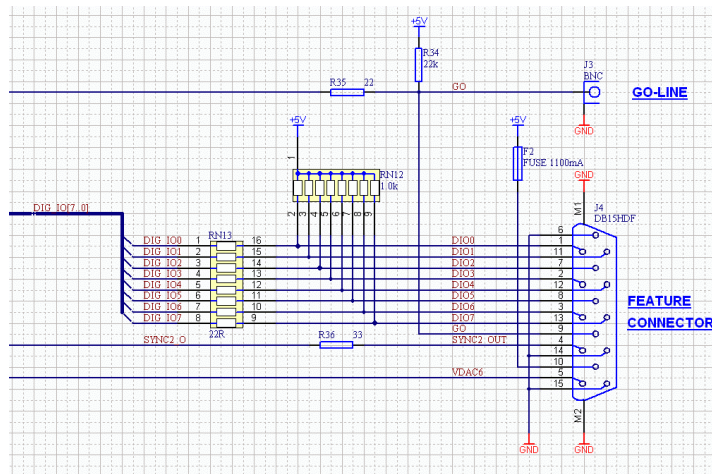 +5V
R34
22k
J3
BNC
R35 22
GO
GO-LINE
GND
+5V
+5V
1
F2
FUSE 1100mA
RN12
1.0k
GND
M1
J4
DB15HDF
DIG_IO[7..0]
2 3 4 5 6 7 8 9
RN13
6
DIG IO0 1 16 DIO0 1
DIG IO1 2 15 DIO1 11
DIG IO2 3 14 DIO2 7
DIG IO3 4 13 DIO3 2
DIG IO4 5 12 DIO4 12
DIG IO5 6 11 DIO5 8
DIG IO6 7 10 DIO6 3
DIG IO7 8 9 DIO7 13
FEATURE
CONNECTOR
22R
GO 9
SYNC2_O R36 33 SYNC2 OUT 4
14
10
VDAC6 5
15
M2
GND
GND